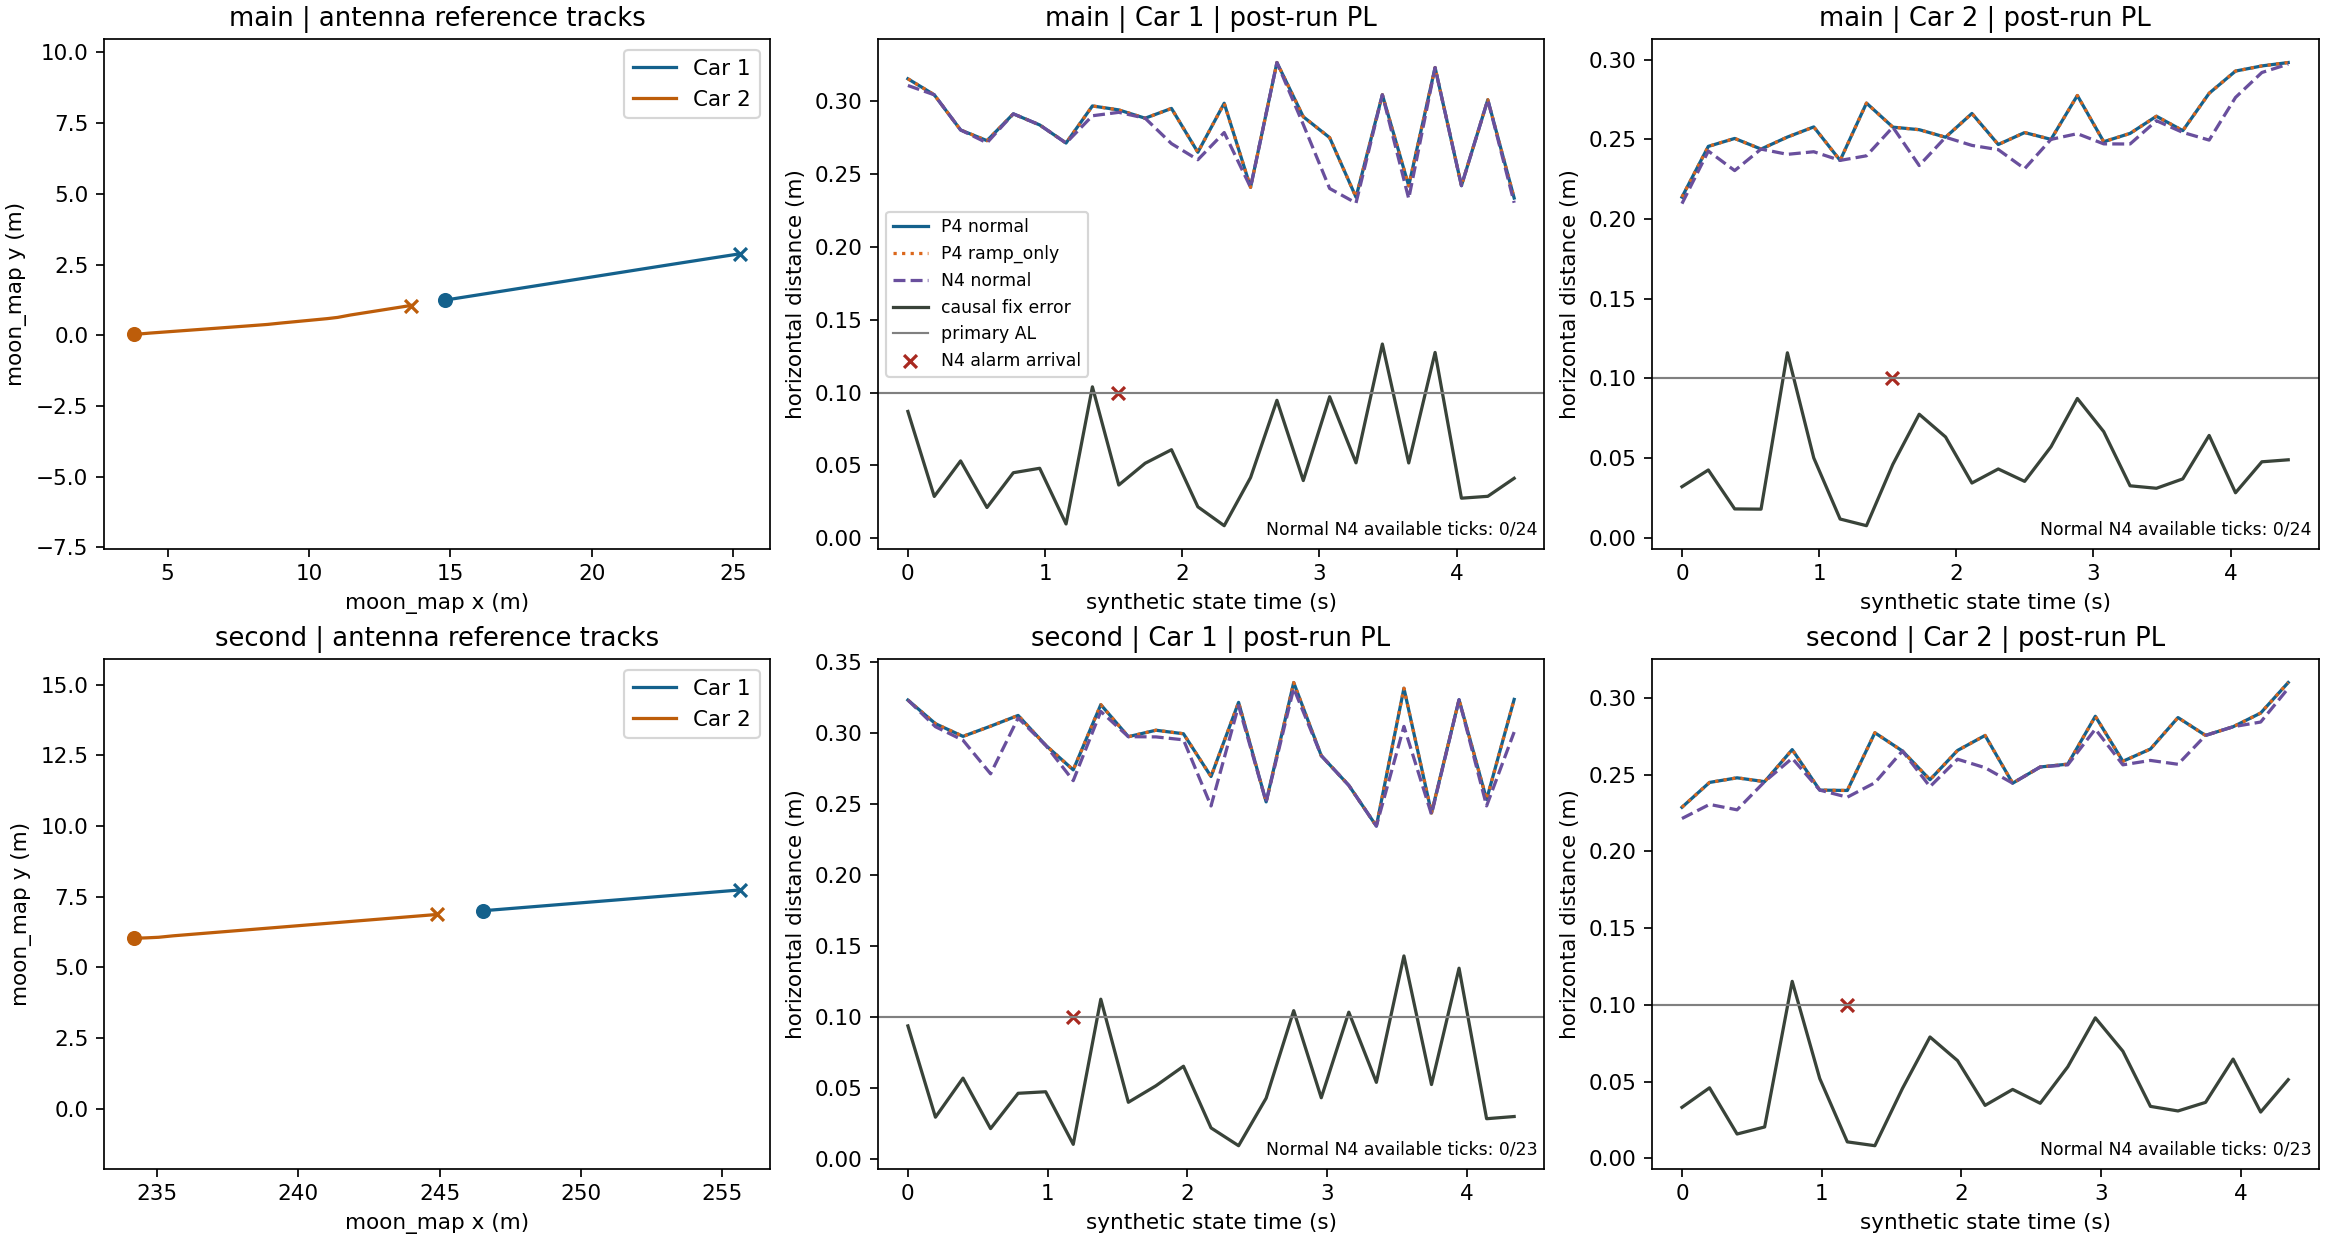 main | antenna reference tracks
10.0
7.5
5.0
2.5
0.0
−2.5
−5.0
−7.5
moon_map y (m)
5
10
15
20
25
moon_map x (m)
Car 1
Car 2
main | Car 1 | post-run PL
0.30
0.25
0.20
0.15
0.10
0.05
0.00
horizontal distance (m)
P4 normal
P4 ramp_only
N4 normal
causal fix error
primary AL
N4 alarm arrival
Normal N4 available ticks: 0/24
0
1
2
3
4
synthetic state time (s)
main | Car 2 | post-run PL
0.30
0.25
0.20
0.15
0.10
0.05
0.00
horizontal distance (m)
Normal N4 available ticks: 0/24
0
1
2
3
4
synthetic state time (s)
second | antenna reference tracks
15.0
12.5
10.0
7.5
5.0
2.5
0.0
moon_map y (m)
Car 1
Car 2
235
240
245
250
255
moon_map x (m)
second | Car 1 | post-run PL
0.35
0.30
0.25
0.20
0.15
0.10
0.05
0.00
horizontal distance (m)
Normal N4 available ticks: 0/23
0
1
2
3
4
synthetic state time (s)
second | Car 2 | post-run PL
0.30
0.25
0.20
0.15
0.10
0.05
0.00
horizontal distance (m)
Normal N4 available ticks: 0/23
0
1
2
3
4
synthetic state time (s)